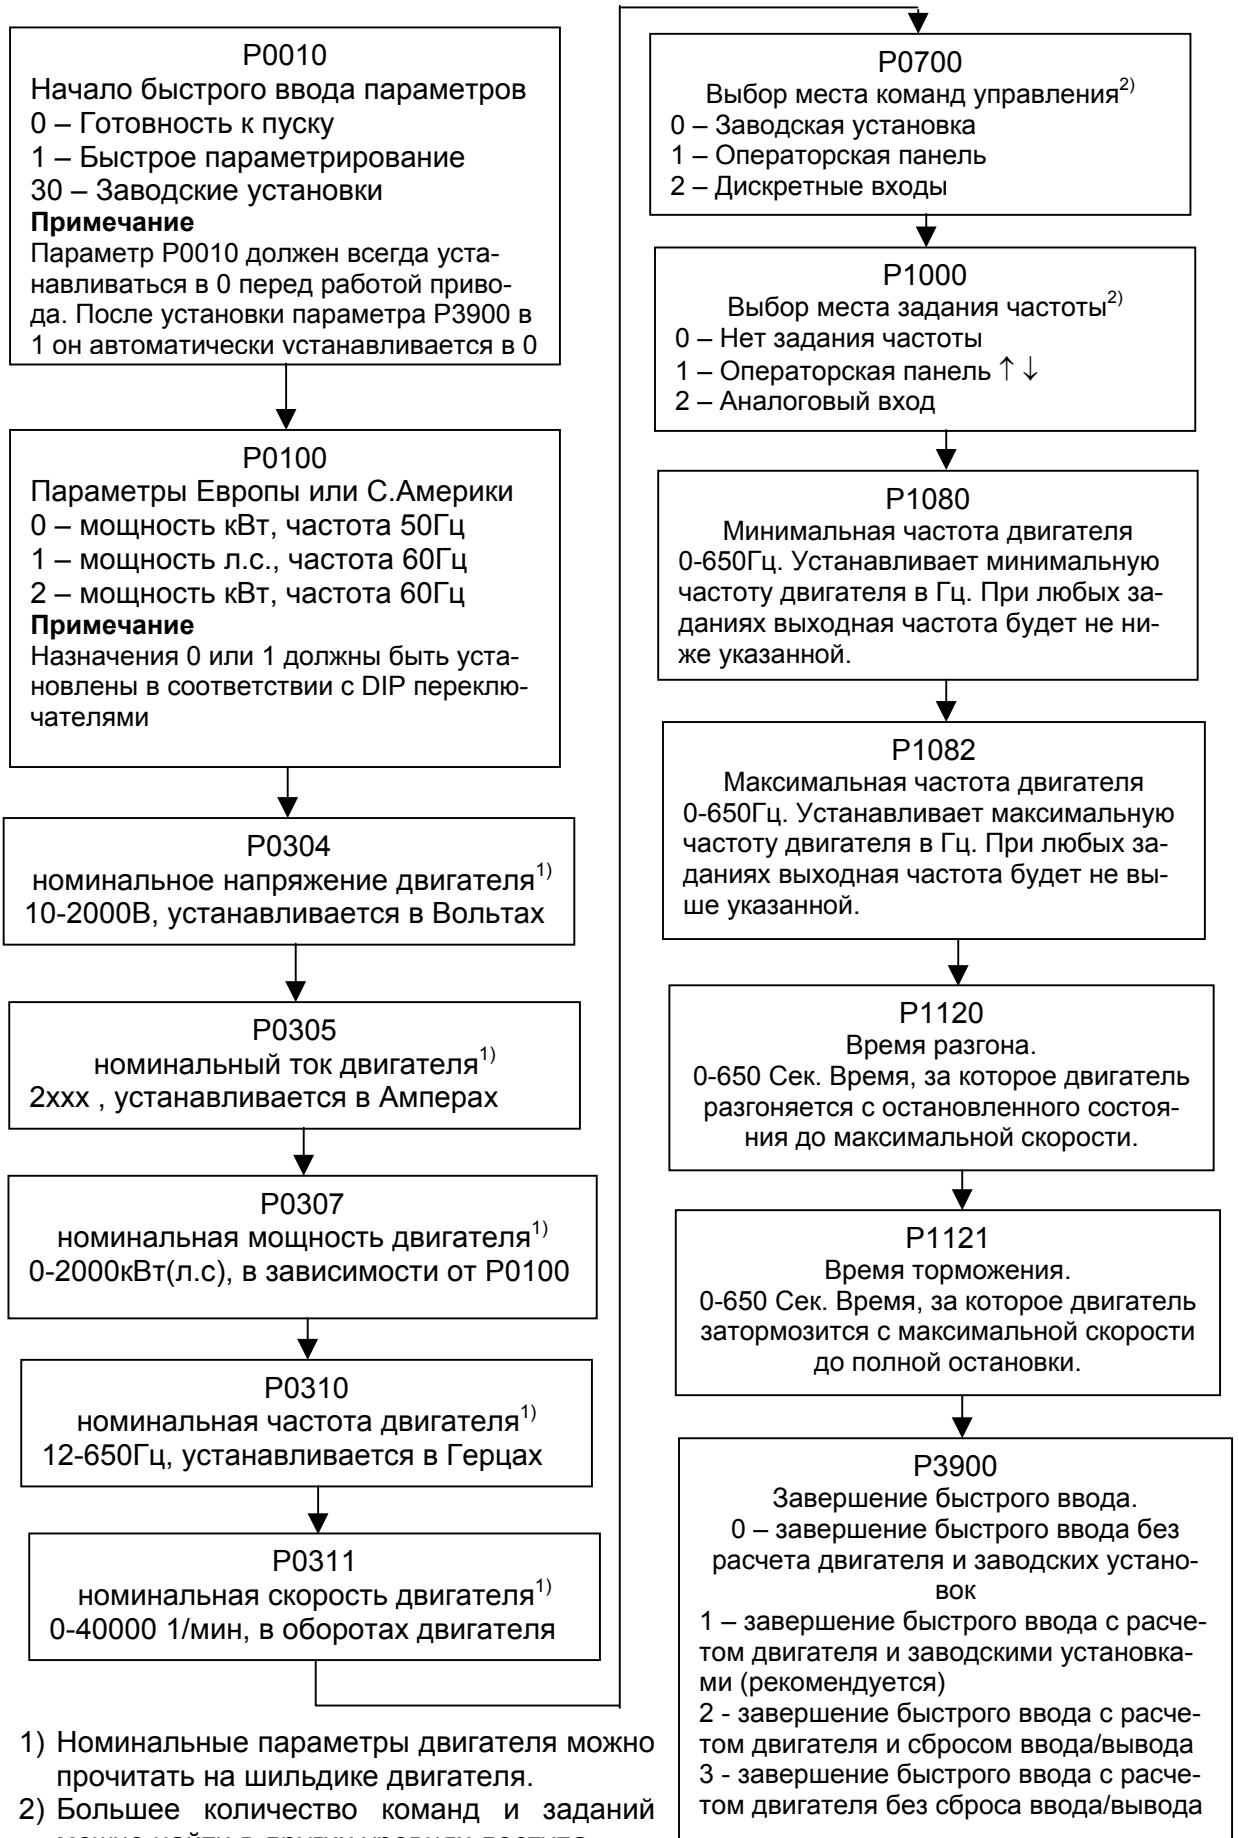 P0010
Начало быстрого ввода параметров
0 – Готовность к пуску
1 – Быстрое параметрирование
30 – Заводские установки
Примечание
Параметр P0010 должен всегда уста-
навливаться в 0 перед работой приво-
да. После установки параметра P3900 в
1 он автоматически устанавливается в 0
P0100
Параметры Европы или С.Америки
0 – мощность кВт, частота 50Гц
1 – мощность л.с., частота 60Гц
2 – мощность кВт, частота 60Гц
Примечание
Назначения 0 или 1 должны быть уста-
новлены в соответствии с DIP переклю-
чателями
P0304
номинальное напряжение двигателя1)
10-2000В, устанавливается в Вольтах
P0305
номинальный ток двигателя1)
2xxx , устанавливается в Амперах
P0307
номинальная мощность двигателя1)
0-2000кВт(л.с), в зависимости от P0100
P0310
номинальная частота двигателя1)
12-650Гц, устанавливается в Герцах
P0311
номинальная скорость двигателя1)
0-40000 1/мин, в оборотах двигателя
1) Номинальные параметры двигателя можно
прочитать на шильдике двигателя.
2) Большее количество команд и заданий
P0700
Выбор места команд управления2)
0 – Заводская установка
1 – Операторская панель
2 – Дискретные входы
P1000
Выбор места задания частоты2)
0 – Нет задания частоты
1 – Операторская панель ↑ ↓
2 – Аналоговый вход
P1080
Минимальная частота двигателя
0-650Гц. Устанавливает минимальную
частоту двигателя в Гц. При любых за-
даниях выходная частота будет не ни-
же указанной.
P1082
Максимальная частота двигателя
0-650Гц. Устанавливает максимальную
частоту двигателя в Гц. При любых за-
даниях выходная частота будет не вы-
ше указанной.
P1120
Время разгона.
0-650 Сек. Время, за которое двигатель
разгоняется с остановленного состоя-
ния до максимальной скорости.
P1121
Время торможения.
0-650 Сек. Время, за которое двигатель
затормозится с максимальной скорости
до полной остановки.
P3900
Завершение быстрого ввода.
0 – завершение быстрого ввода без
расчета двигателя и заводских устано-
вок
1 – завершение быстрого ввода с расче-
том двигателя и заводскими установка-
ми (рекомендуется)
2 - завершение быстрого ввода с расче-
том двигателя и сбросом ввода/вывода
3 - завершение быстрого ввода с расче-
том двигателя без сброса ввода/вывода